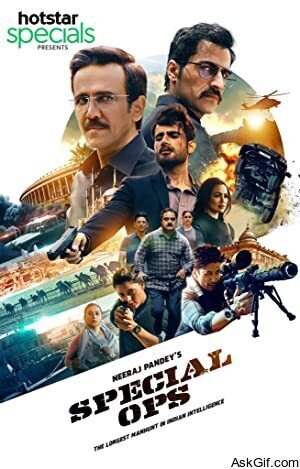 hotstar
specials
PRESENTS
NEERAJ PANDEY'S
SPECIAL
OPS
THE LONGEST MANHUNT IN INDIAN INTELLIGENCE
AskGif.com